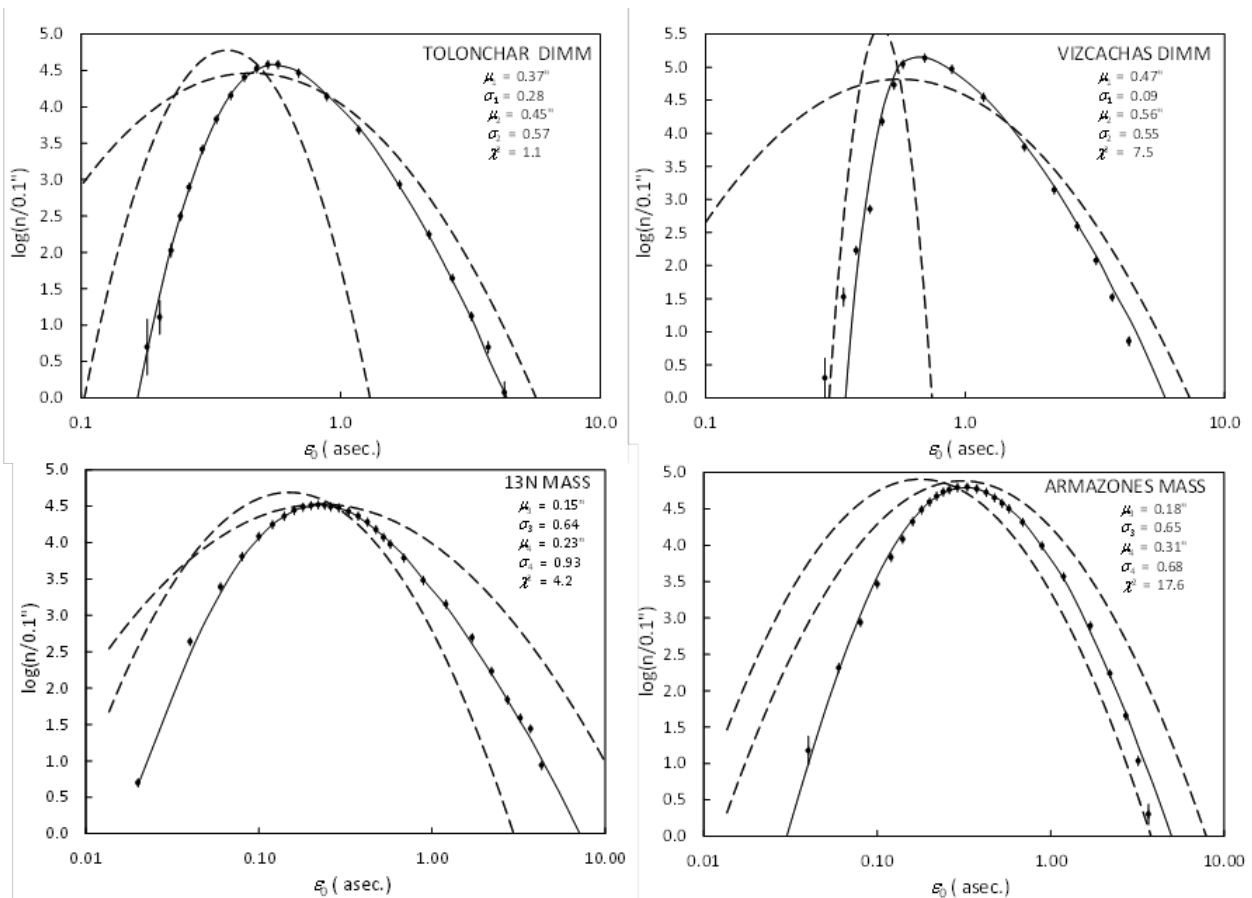 TOLONCHAR DIMM
μ₁ = 0.37"
σ₁ = 0.28
μ₂ = 0.45"
σ₂ = 0.57
χ² = 1.1
5.0
4.5
4.0
3.5
3.0
2.5
2.0
1.5
1.0
0.5
0.0
log(n/0.1")
0.1
1.0
10.0
ε₀ ( asec.)
VIZCACHAS DIMM
μ₁ = 0.47"
σ₁ = 0.09
μ₂ = 0.56"
σ₂ = 0.55
χ² = 7.5
5.5
5.0
4.5
4.0
3.5
3.0
2.5
2.0
1.5
1.0
0.5
0.0
log(n/0.1")
0.1
1.0
10.0
ε₀ ( asec.)
13N MASS
μ₃ = 0.15"
σ₃ = 0.64
μ₄ = 0.23"
σ₄ = 0.93
χ² = 4.2
5.0
4.5
4.0
3.5
3.0
2.5
2.0
1.5
1.0
0.5
0.0
log(n/0.1")
0.01
0.10
1.00
10.00
ε₀ ( asec.)
ARMAZONES MASS
μ₃ = 0.18"
σ₃ = 0.65
μ₄ = 0.31"
σ₄ = 0.68
χ² = 17.6
5.0
4.5
4.0
3.5
3.0
2.5
2.0
1.5
1.0
0.5
0.0
log(n/0.1")
0.01
0.10
1.00
10.00
ε₀ ( asec.)